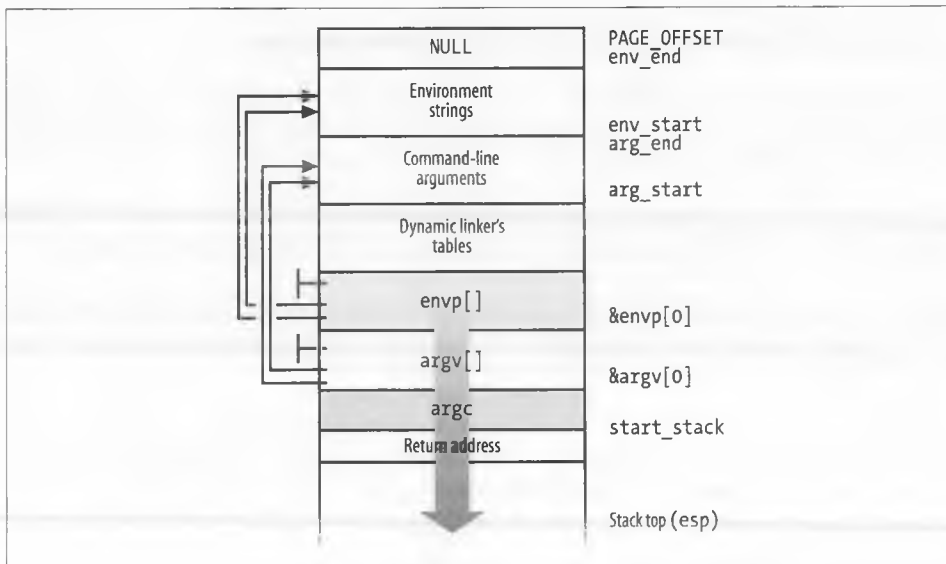 NULL
PAGE_OFFSET
env_end
Environment
strings
env_start
arg_end
Command-line
arguments
arg_start
Dynamic linker's
tables
envp[]
&envp[0]
argv[]
&argv[0]
argc
start_stack
Return address
Stack top (esp)